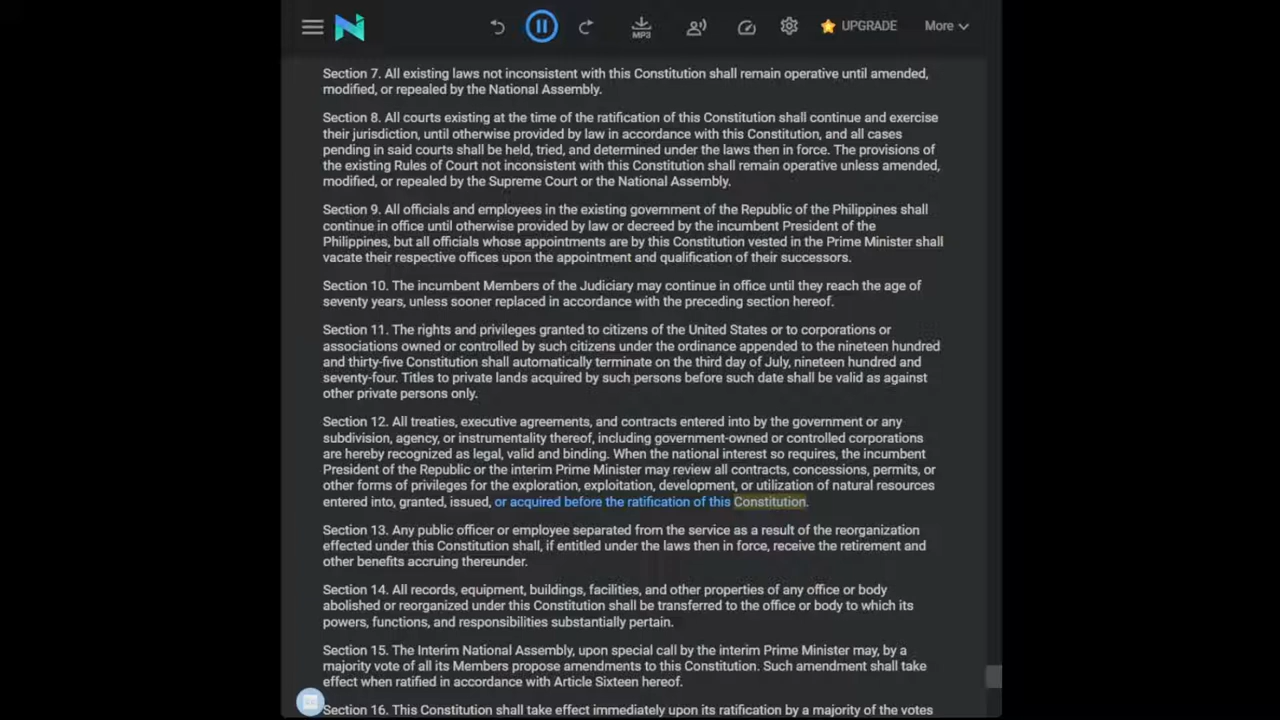 MP3
UPGRADE
More
Section 7. All existing laws not inconsistent with this Constitution shall remain operative until amended,
modified, or repealed by the National Assembly.
Section 8. All courts existing at the time of the ratification of this Constitution shall continue and exercise
their jurisdiction, until otherwise provided by law in accordance with this Constitution, and all cases
pending in said courts shall be held, tried, and determined under the laws then in force. The provisions of
the existing Rules of Court not inconsistent with this Constitution shall remain operative unless amended,
modified, or repealed by the Supreme Court or the National Assembly.
Section 9. All officials and employees in the existing government of the Republic of the Philippines shall
continue in office until otherwise provided by law or decreed by the incumbent President of the
Philippines, but all officials whose appointments are by this Constitution vested in the Prime Minister shall
vacate their respective offices upon the appointment and qualification of their successors.
Section 10. The incumbent Members of the Judiciary may continue in office until they reach the age of
seventy years, unless sooner replaced in accordance with the preceding section hereof.
Section 11. The rights and privileges granted to citizens of the United States or to corporations or
associations owned or controlled by such citizens under the ordinance appended to the nineteen hundred
and thirty-five Constitution shall automatically terminate on the third day of July, nineteen hundred and
seventy-four. Titles to private lands acquired by such persons before such date shall be valid as against
other private persons only.
Section 12. All treaties, executive agreements, and contracts entered into by the government or any
subdivision, agency, or instrumentality thereof, including government-owned or controlled corporations
are hereby recognized as legal, valid and binding. When the national interest so requires, the incumbent
President of the Republic or the interim Prime Minister may review all contracts, concessions, permits, or
other forms of privileges for the exploration, exploitation, development, or utilization of natural resources
entered into, granted, issued, or acquired before the ratification of this Constitution.
Section 13. Any public officer or employee separated from the service as a result of the reorganization
effected under this Constitution shall, if entitled under the laws then in force, receive the retirement and
other benefits accruing thereunder.
Section 14. All records, equipment, buildings, facilities, and other properties of any office or body
abolished or reorganized under this Constitution shall be transferred to the office or body to which its
powers, functions, and responsibilities substantially pertain.
Section 15. The Interim National Assembly, upon special call by the interim Prime Minister may, by a
majority vote of all its Members propose amendments to this Constitution. Such amendment shall take
effect when ratified in accordance with Article Sixteen hereof.
Section 16. This Constitution shall take effect immediately upon its ratification by a majority of the votes